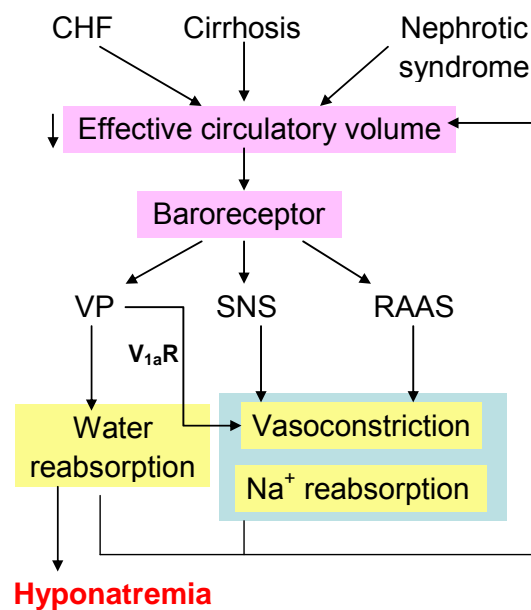 CHF Cirrhosis Nephrotic
syndrome
↓ Effective circulatory volume
Baroreceptor
VP SNS RAAS
V₁ₐR
Water
reabsorption
Vasoconstriction
Na⁺ reabsorption
Hyponatremia